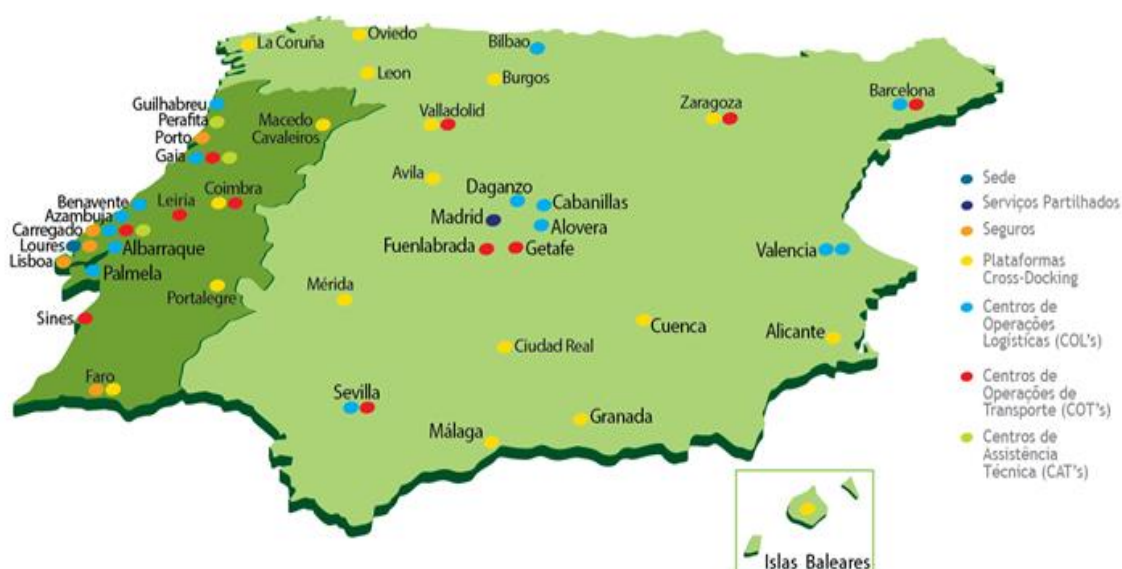 Oviedo
La Coruña
Bilbao
Leon
Burgos
Barcelona
Guilhabreu
Zaragoza
Valladolid
Perafita
Macedo
Cavaleiros
Porto
Gaia
Avila
Daganzo
Coimbra
Benavente
Leiria
Cabanillas
Azambuja
Madrid
Alovera
Carregado
Fuenlabrada
Getafe
Loures
Albarraque
Valencia
Lisboa
Palmela
Mérida
Portalegre
Sines
Cuenca
Alicante
Ciudad Real
Faro
Sevilla
Granada
Málaga
Islas Baleares
Sede
Serviços Partilhados
Seguros
Plataformas
Cross-Docking
Centros de
Operações
Logísticas (COL's)
Centros de
Operações de
Transporte (COT's)
Centros de
Assistência
Técnica (CAT's)